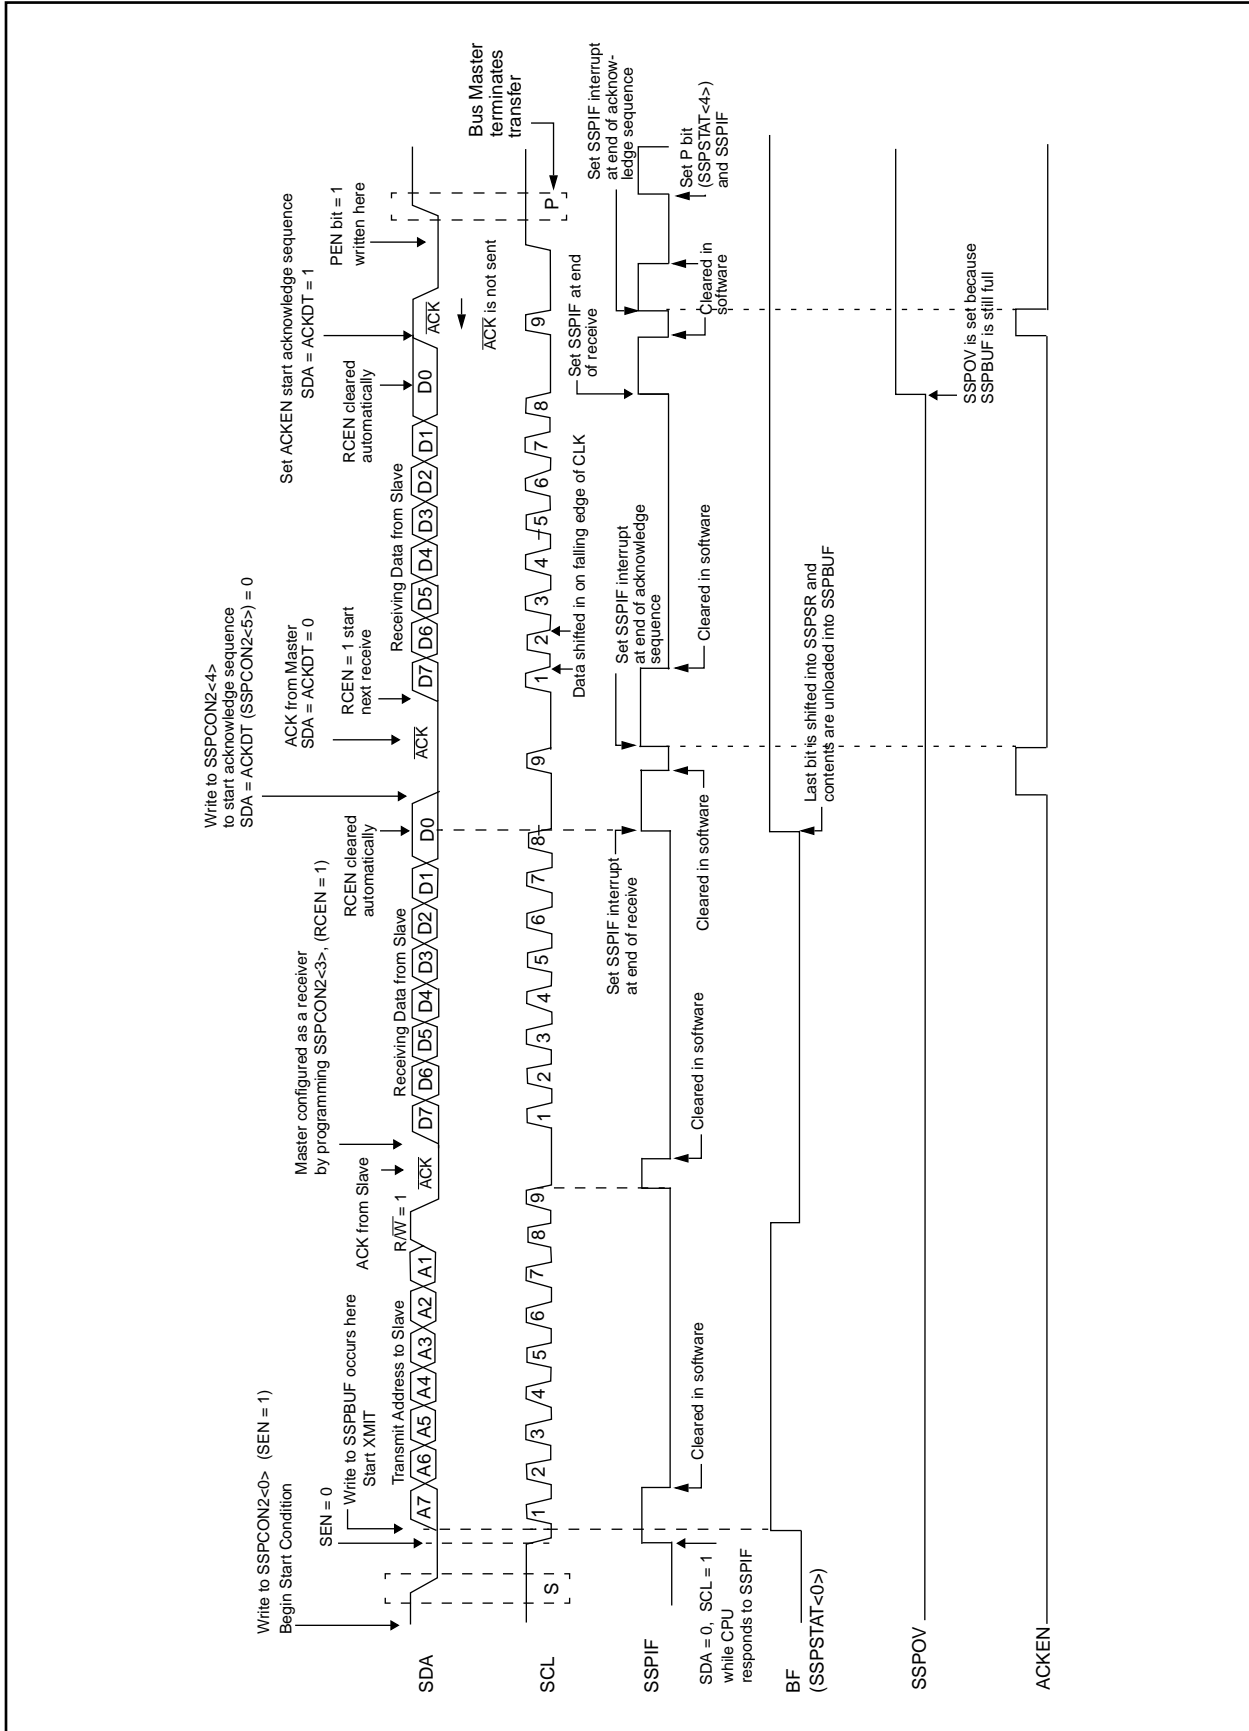 Write to SSPCON2<0> (SEN = 1)
Begin Start Condition
SEN = 0
Write to SSPBUF occurs here
Start XMIT
Transmit Address to Slave
ACK from Slave
R/W = 1
Master configured as a receiver
by programming SSPCON2<3>, (RCEN = 1)
RCEN cleared
automatically
Receiving Data from Slave
Write to SSPCON2<4>
to start acknowledge sequence
SDA = ACKDT (SSPCON2<5>) = 0
ACK from Master
SDA = ACKDT = 0
RCEN = 1 start
next receive
Receiving Data from Slave
RCEN cleared
automatically
Set ACKEN start acknowledge sequence
SDA = ACKDT = 1
PEN bit = 1
written here
SDA
A7 A6 A5 A4 A3 A2 A1
ACK
D7 D6 D5 D4 D3 D2 D1 D0
ACK
D7 D6 D5 D4 D3 D2 D1 D0
ACK
ACK is not sent
Bus Master
terminates
transfer
SCL
S
1 2 3 4 5 6 7 8 9
1 2 3 4 5 6 7 8 9
1 2 3 4 5 6 7 8 9
P
Data shifted in on falling edge of CLK
SSPIF
Set SSPIF interrupt
at end of receive
Set SSPIF interrupt
at end of acknowledge
sequence
Set SSPIF at end
of receive
Set SSPIF interrupt
at end of acknow-
ledge sequence
SDA = 0, SCL = 1
while CPU
responds to SSPIF
Cleared in software
Cleared in software
Cleared in software
Cleared in software
Cleared in software
Cleared in
software
Set P bit
(SSPSTAT<4>)
and SSPIF
BF
(SSPSTAT<0>)
Last bit is shifted into SSPSR and
contents are unloaded into SSPBUF
SSPOV
SSPOV is set because
SSPBUF is still full
ACKEN